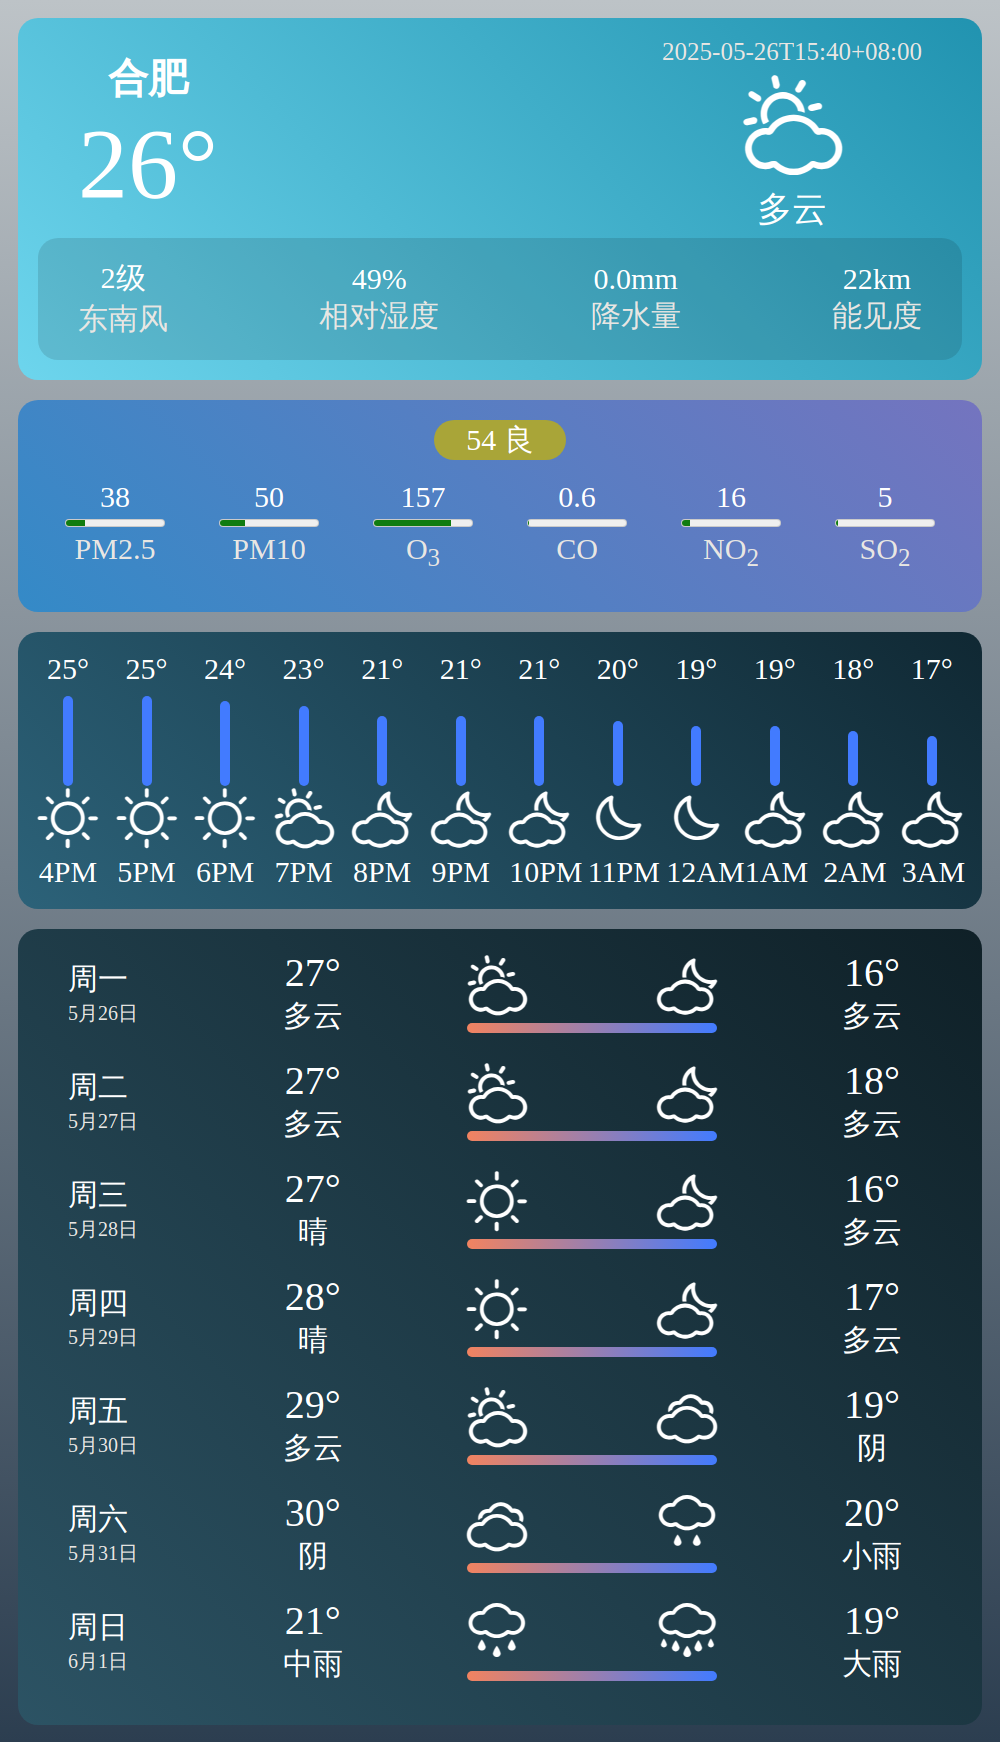 合肥
26°
2025-05-26T15:40+08:00
多云
2级 49% 0.0mm 22km
东南风 相对湿度 降水量 能见度
54 良
38 50 157 0.6 16 5
PM2.5 PM10 O3 CO NO2 SO2
25° 25° 24° 23° 21° 21° 21° 20° 19° 19° 18° 17°
4PM 5PM 6PM 7PM 8PM 9PM 10PM 11PM 12AM 1AM 2AM 3AM
周一 27° 16°
5月26日 多云 多云
周二 27° 18°
5月27日 多云 多云
周三 27° 16°
5月28日 晴 多云
周四 28° 17°
5月29日 晴 多云
周五 29° 19°
5月30日 多云 阴
周六 30° 20°
5月31日 阴 小雨
周日 21° 19°
6月1日 中雨 大雨